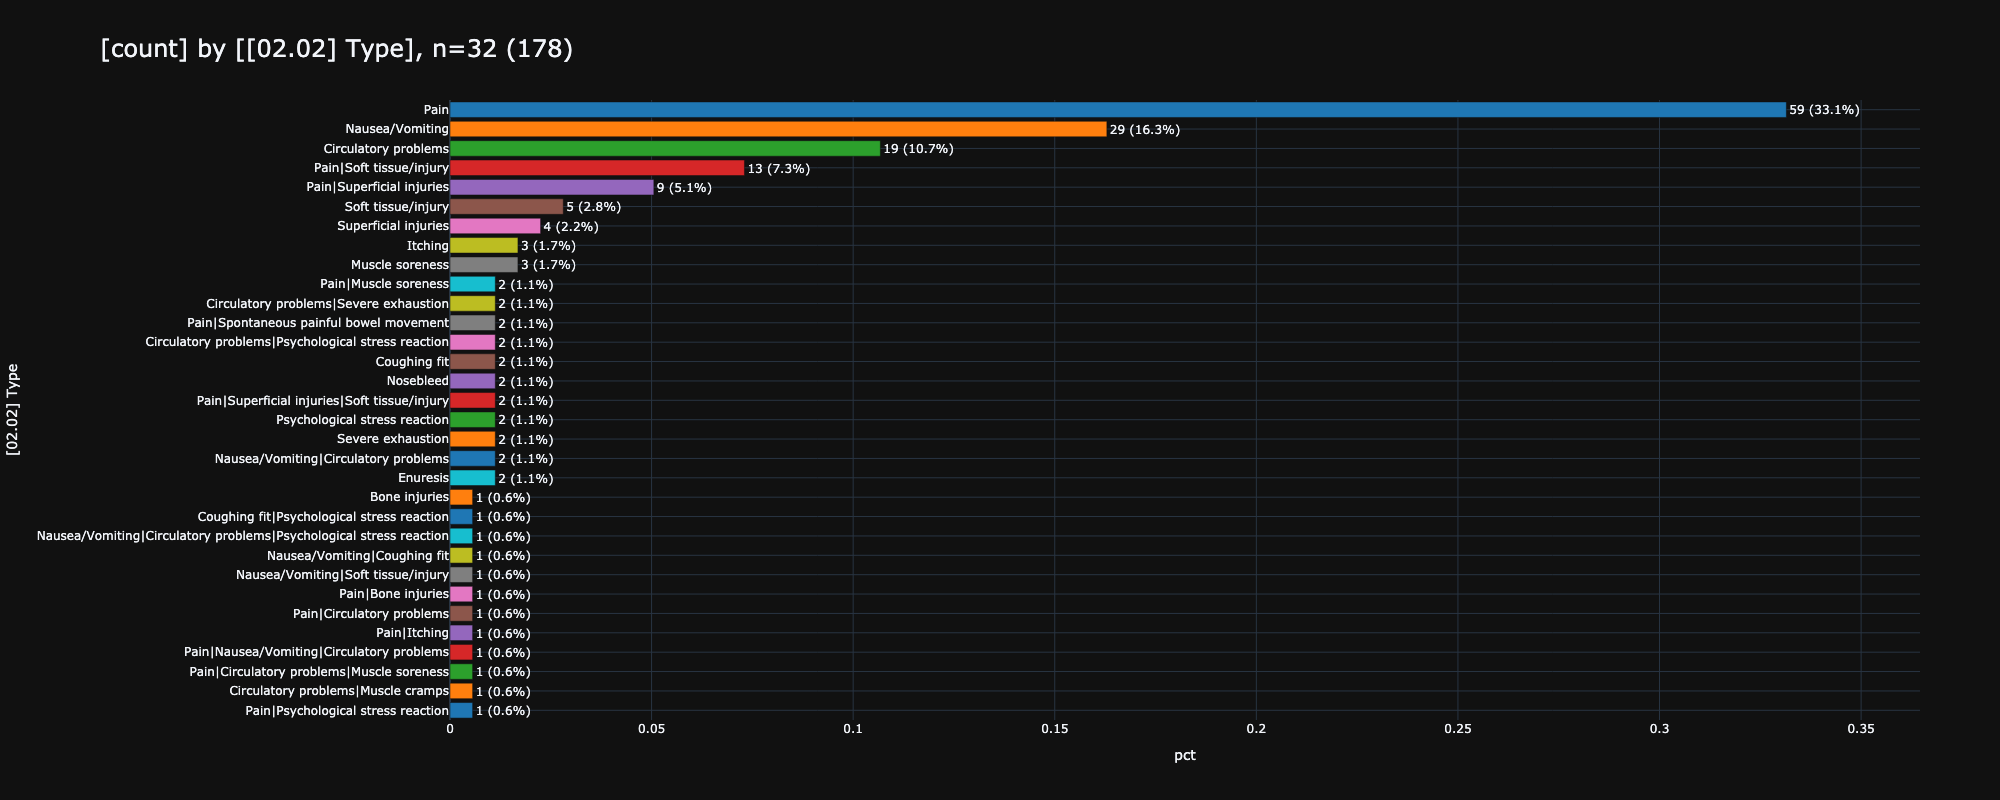 [count] by [[02.02] Type], n=32 (178)
Pain 59 (33.1%)
Nausea/Vomiting 29 (16.3%)
Circulatory problems 19 (10.7%)
Pain|Soft tissue/injury 13 (7.3%)
Pain|Superficial injuries 9 (5.1%)
Soft tissue/injury 5 (2.8%)
Superficial injuries 4 (2.2%)
Itching 3 (1.7%)
Muscle soreness 3 (1.7%)
Pain|Muscle soreness 2 (1.1%)
Circulatory problems|Severe exhaustion 2 (1.1%)
Pain|Spontaneous painful bowel movement 2 (1.1%)
Circulatory problems|Psychological stress reaction 2 (1.1%)
Coughing fit 2 (1.1%)
Nosebleed 2 (1.1%)
Pain|Superficial injuries|Soft tissue/injury 2 (1.1%)
Psychological stress reaction 2 (1.1%)
Severe exhaustion 2 (1.1%)
Nausea/Vomiting|Circulatory problems 2 (1.1%)
Enuresis 2 (1.1%)
Bone injuries 1 (0.6%)
Coughing fit|Psychological stress reaction 1 (0.6%)
Nausea/Vomiting|Circulatory problems|Psychological stress reaction 1 (0.6%)
Nausea/Vomiting|Coughing fit 1 (0.6%)
Nausea/Vomiting|Soft tissue/injury 1 (0.6%)
Pain|Bone injuries 1 (0.6%)
Pain|Circulatory problems 1 (0.6%)
Pain|Itching 1 (0.6%)
Pain|Nausea/Vomiting|Circulatory problems 1 (0.6%)
Pain|Circulatory problems|Muscle soreness 1 (0.6%)
Circulatory problems|Muscle cramps 1 (0.6%)
Pain|Psychological stress reaction 1 (0.6%)
[02.02] Type
0 0.05 0.1 0.15 0.2 0.25 0.3 0.35
pct